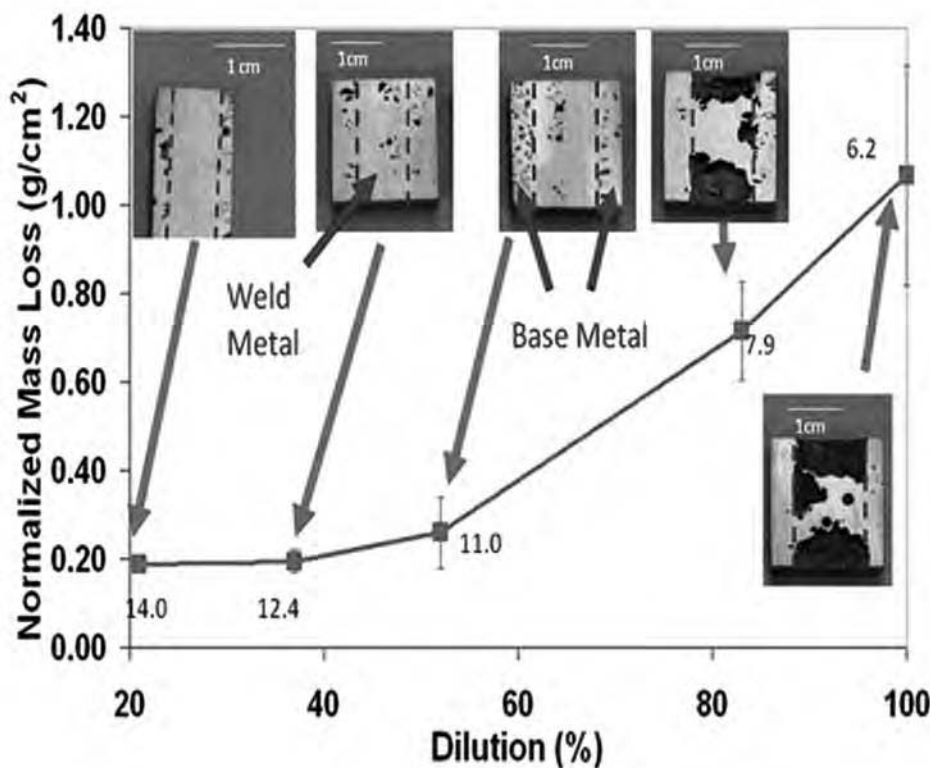 Normalized Mass Loss (g/cm²)
1.40
1.20
1.00
0.80
0.60
0.40
0.20
0.00
1cm
1cm
1cm
1cm
Weld
Metal
Base Metal
6.2
7.9
1cm
11.0
14.0
12.4
20
40
60
80
100
Dilution (%)